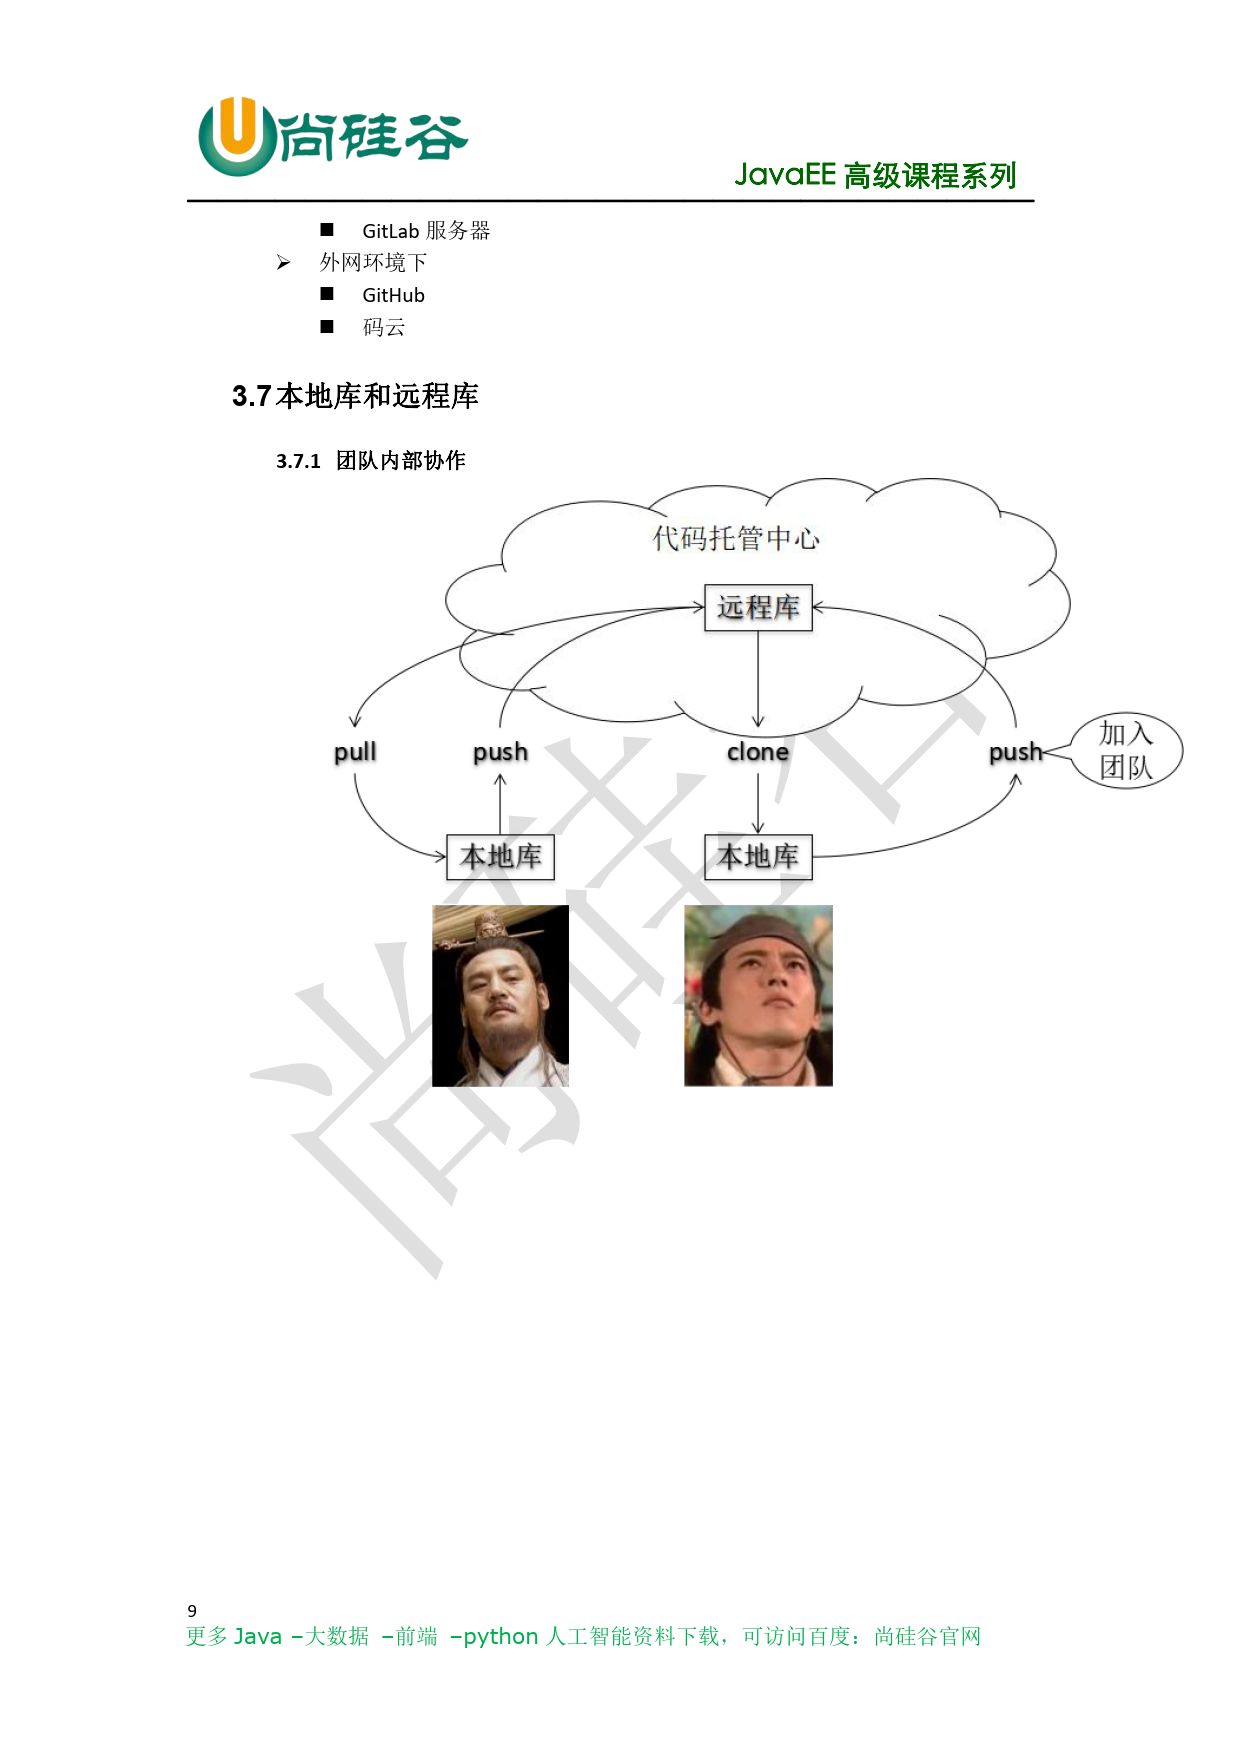 尚硅谷
JavaEE 高级课程系列
■ GitLab 服务器
➢ 外网环境下
■ GitHub
■ 码云
3.7本地库和远程库
3.7.1 团队内部协作
代码托管中心
远程库
pull
push
clone
push
加入
团队
本地库
本地库
尚硅谷
9
更多 Java –大数据 –前端 –python 人工智能资料下载，可访问百度：尚硅谷官网